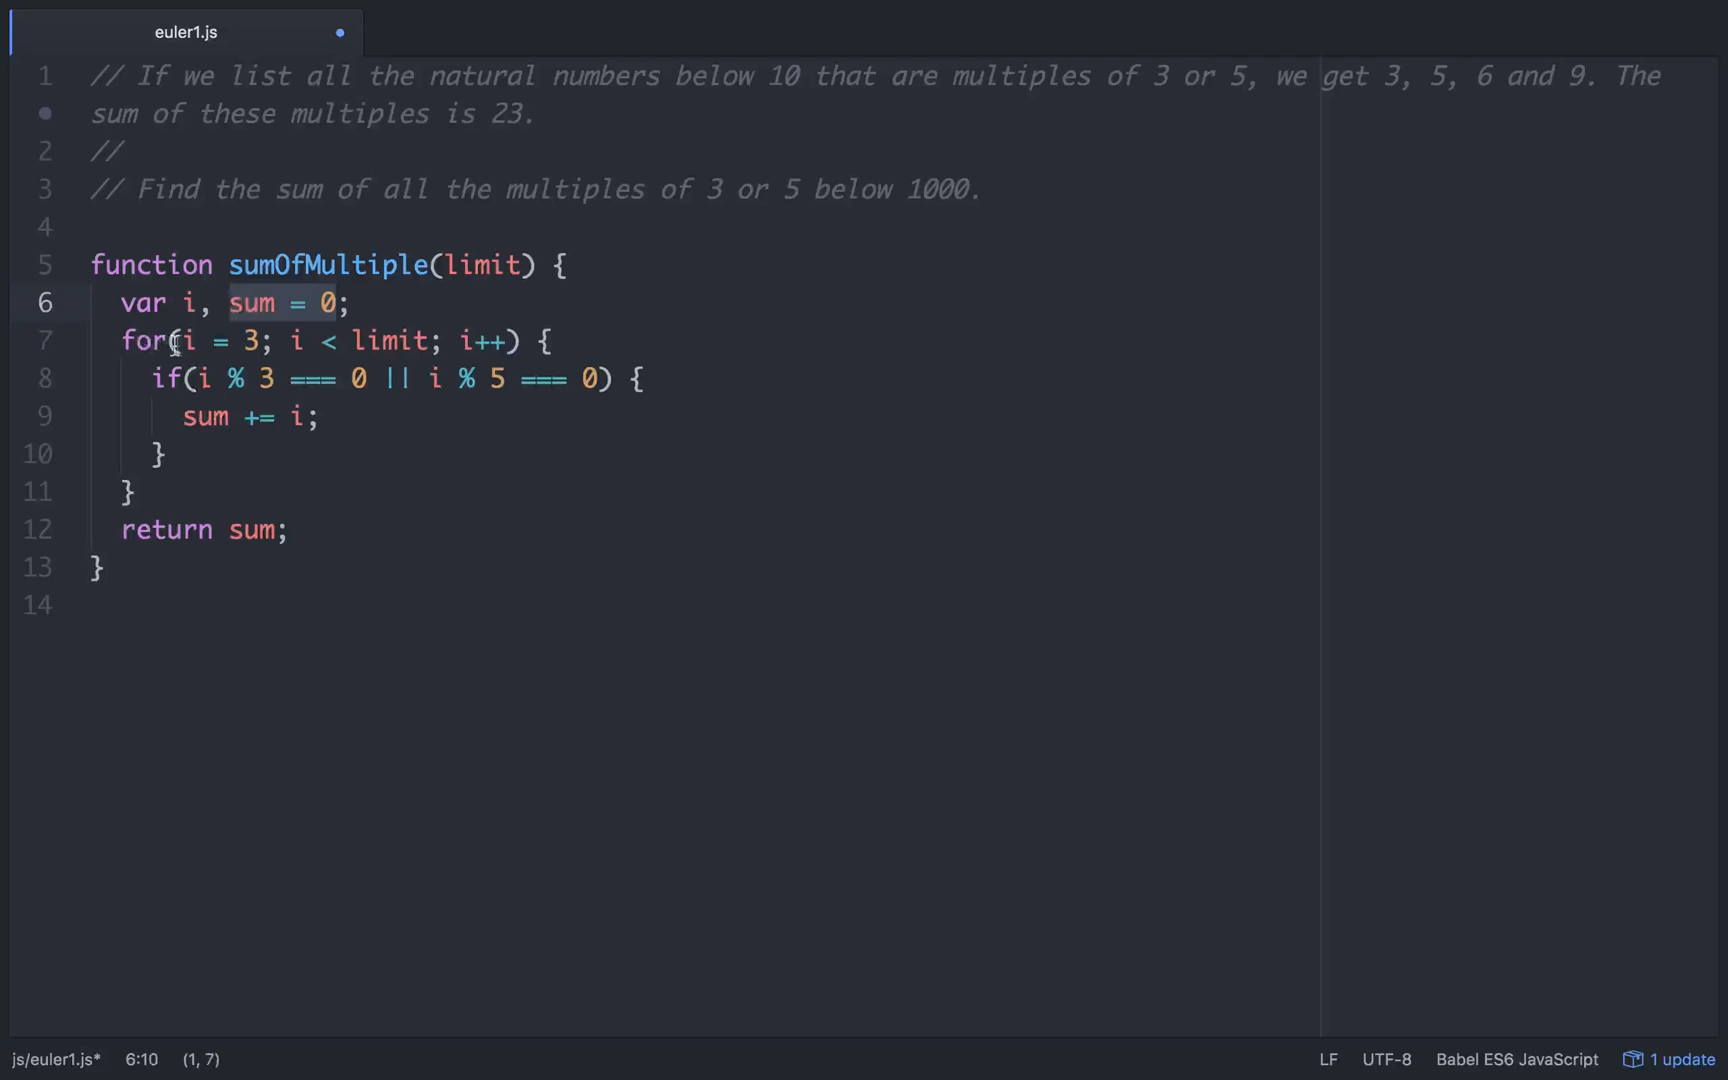 euler1.js
1 // If we list all the natural numbers below 10 that are multiples of 3 or 5, we get 3, 5, 6 and 9. The
• sum of these multiples is 23.
2 //
3 // Find the sum of all the multiples of 3 or 5 below 1000.
4
5 function sumOfMultiple(limit) {
6 var i, sum = 0;
7 for(i = 3; i < limit; i++) {
8 if(i % 3 === 0 || i % 5 === 0) {
9 sum += i;
10 }
11 }
12 return sum;
13 }
14
js/euler1.js* 6:10 (1, 7) LF UTF-8 Babel ES6 JavaScript 1 update